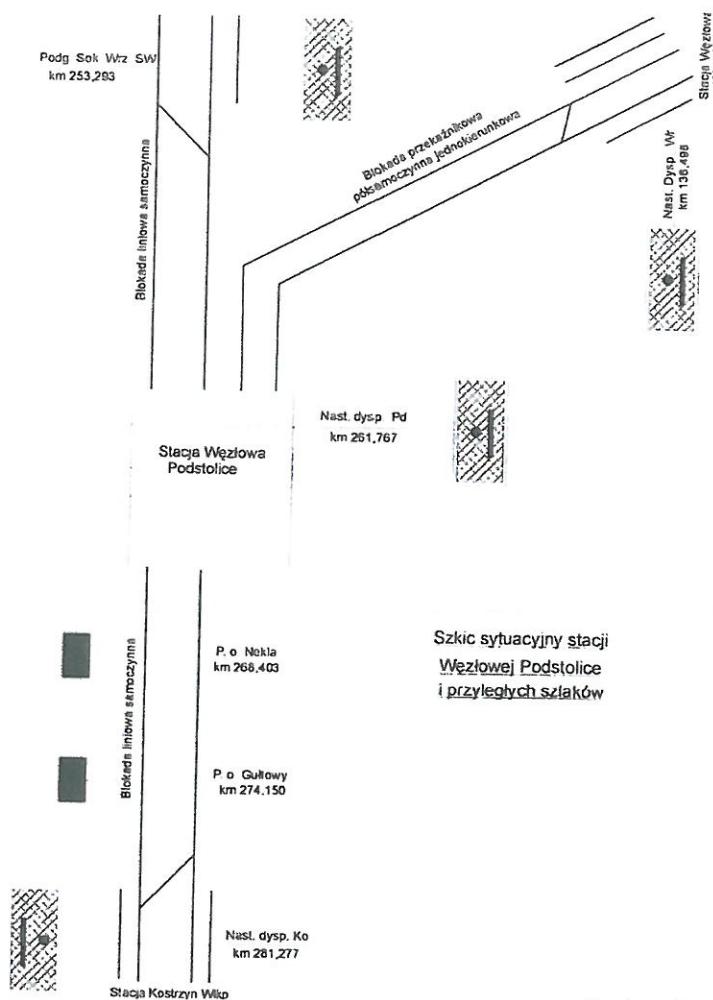 Podg Sok Wrz SW
km 253,293
Stacja Węzłowa
Blokada przekaźnikowa
półsamoczynna jednokierunkowa
Blokada liniowa samoczynna
Nast. Dysp. Wr
km 136,498
Nast. dysp. Pd
km 261,767
Stacja Węzłowa
Podstolice
Szkic sytuacyjny stacji
Węzłowej Podstolice
i przyległych szlaków
Blokada liniowa samoczynna
P. o Nekla
km 268,403
P. o Gułtowy
km 274,150
Nast. dysp. Ko
km 281,277
Stacja Kostrzyn Wlkp